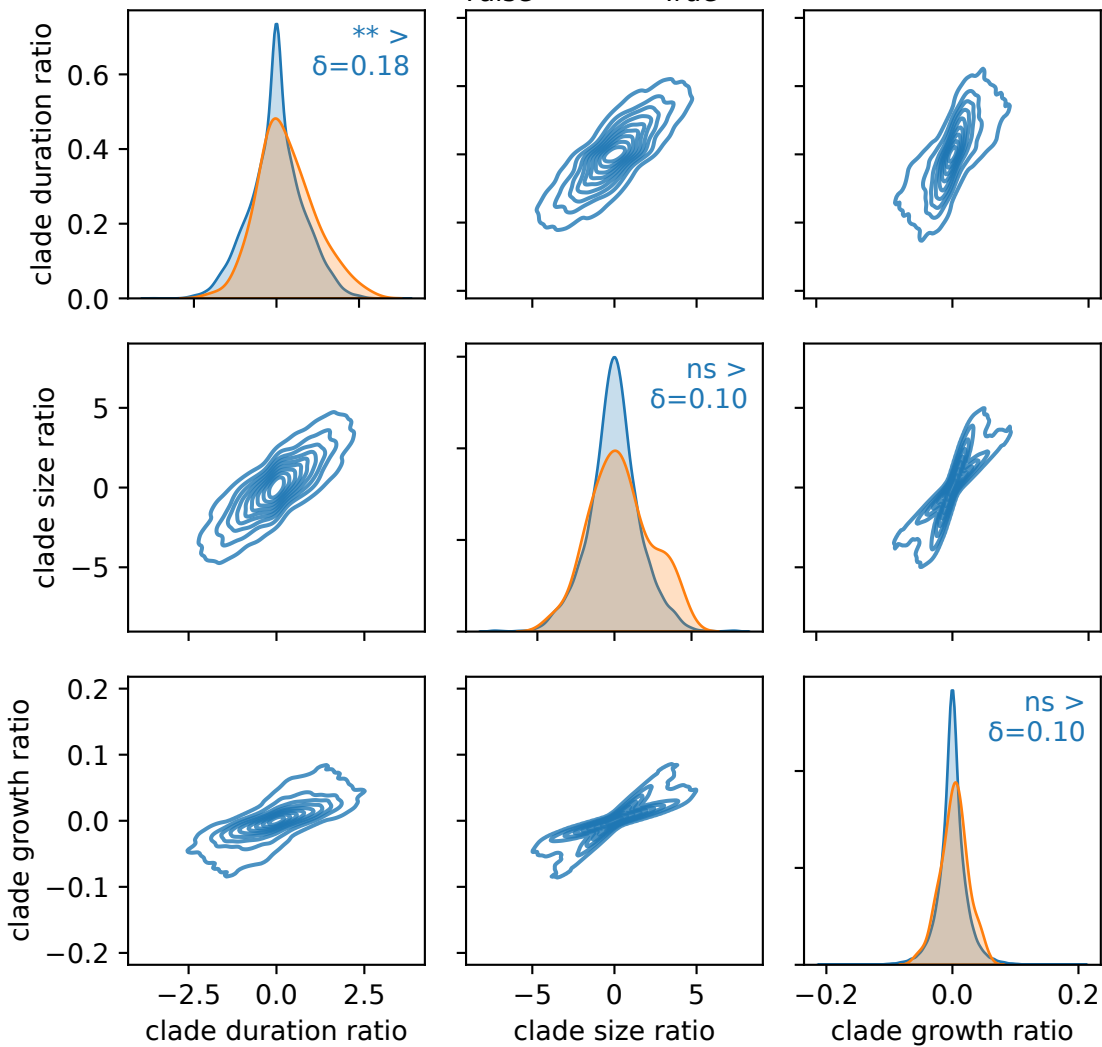 clade duration ratio
0.6
0.4
0.2
0.0
** >
δ=0.18
clade size ratio
5
0
−5
ns >
δ=0.10
clade growth ratio
0.2
0.1
0.0
−0.1
−0.2
ns >
δ=0.10
−2.5 0.0 2.5
−5 0 5
−0.2 0.0 0.2
clade duration ratio
clade size ratio
clade growth ratio